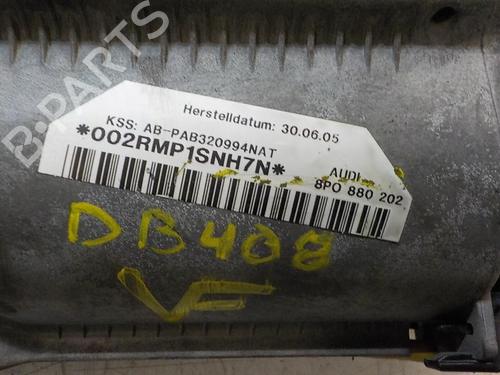 B-PARTS
Herstelldatum: 30.06.05
KSS: AB-PAB320994NAT
*002RMP1SNH7N*
AUDI
8P0 880 202
DB408
VF